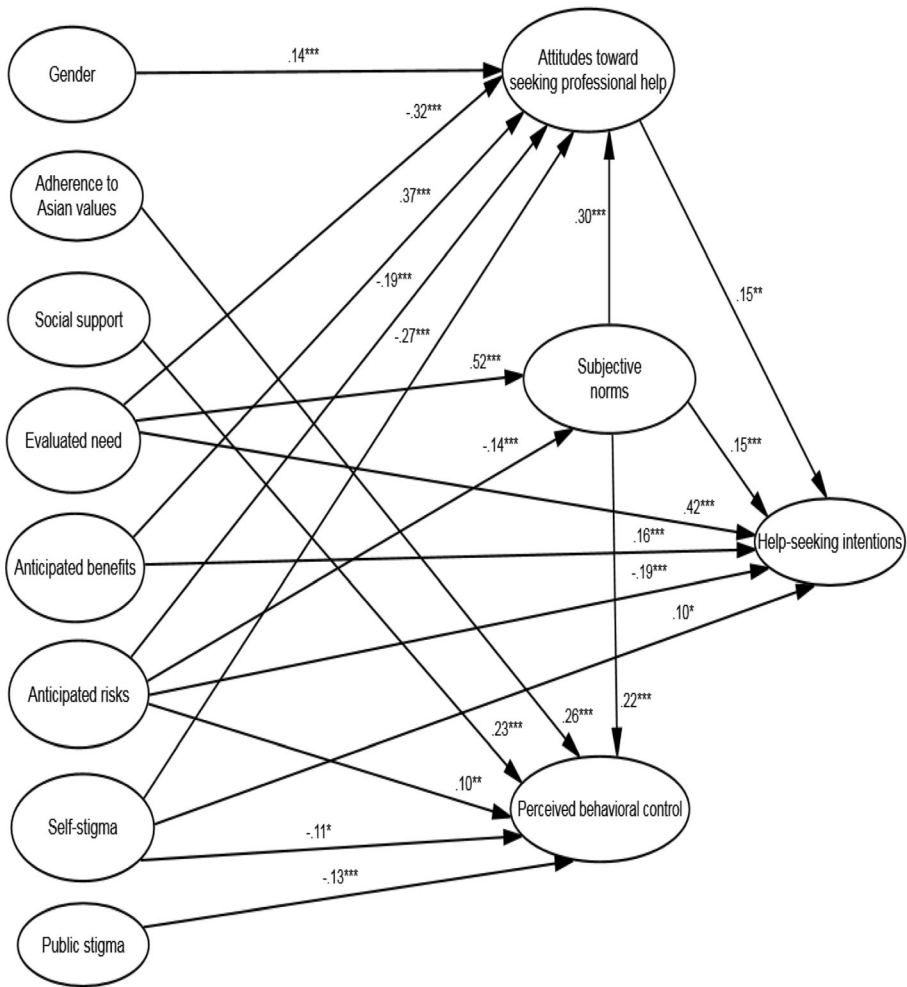 Gender
.14***
Attitudes toward
seeking professional help
-.32***
Adherence to
Asian values
.37***
.30***
-.19***
.15**
Social support
-.27***
.52***
Subjective
norms
Evaluated need
-.14***
.15***
.42***
Anticipated benefits
.16***
Help-seeking intentions
-.19***
.10*
Anticipated risks
.22***
.26***
.23***
.10**
Perceived behavioral control
Self-stigma
-.11*
-.13***
Public stigma